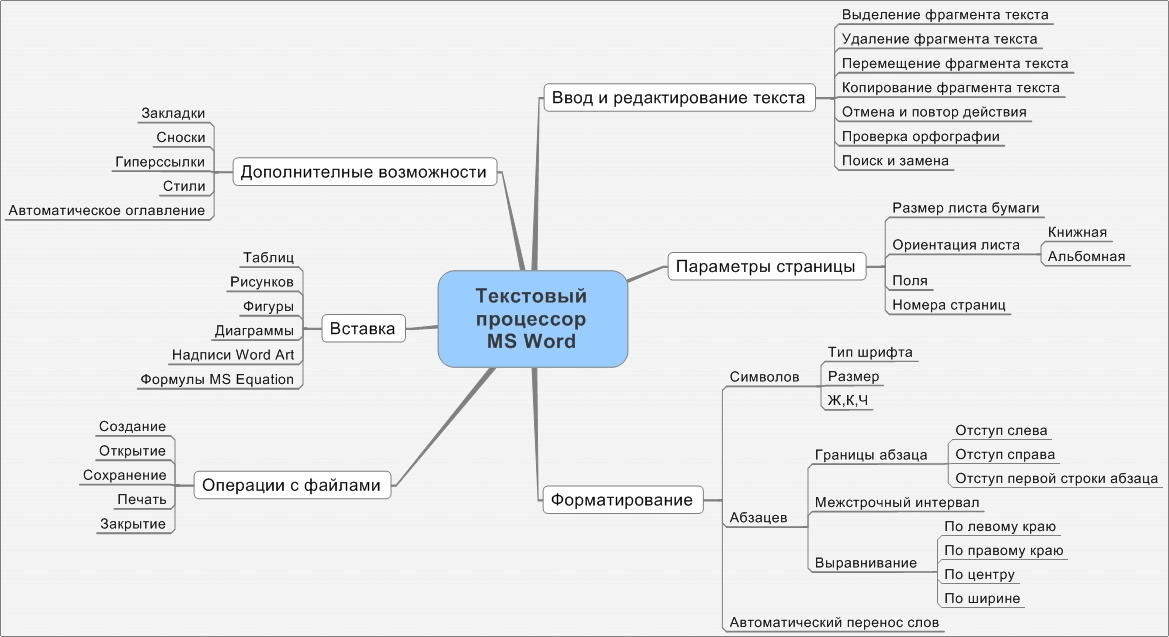 Текстовый
процессор
MS Word
Ввод и редактирование текста
Выделение фрагмента текста
Удаление фрагмента текста
Перемещение фрагмента текста
Копирование фрагмента текста
Отмена и повтор действия
Проверка орфографии
Поиск и замена
Параметры страницы
Размер листа бумаги
Ориентация листа
Книжная
Альбомная
Поля
Номера страниц
Форматирование
Символов
Тип шрифта
Размер
Ж,К,Ч
Абзацев
Границы абзаца
Отступ слева
Отступ справа
Отступ первой строки абзаца
Межстрочный интервал
Выравнивание
По левому краю
По правому краю
По центру
По ширине
Автоматический перенос слов
Дополнителные возможности
Закладки
Сноски
Гиперссылки
Стили
Автоматическое оглавление
Вставка
Таблиц
Рисунков
Фигуры
Диаграммы
Надписи Word Art
Формулы MS Equation
Операции с файлами
Создание
Открытие
Сохранение
Печать
Закрытие